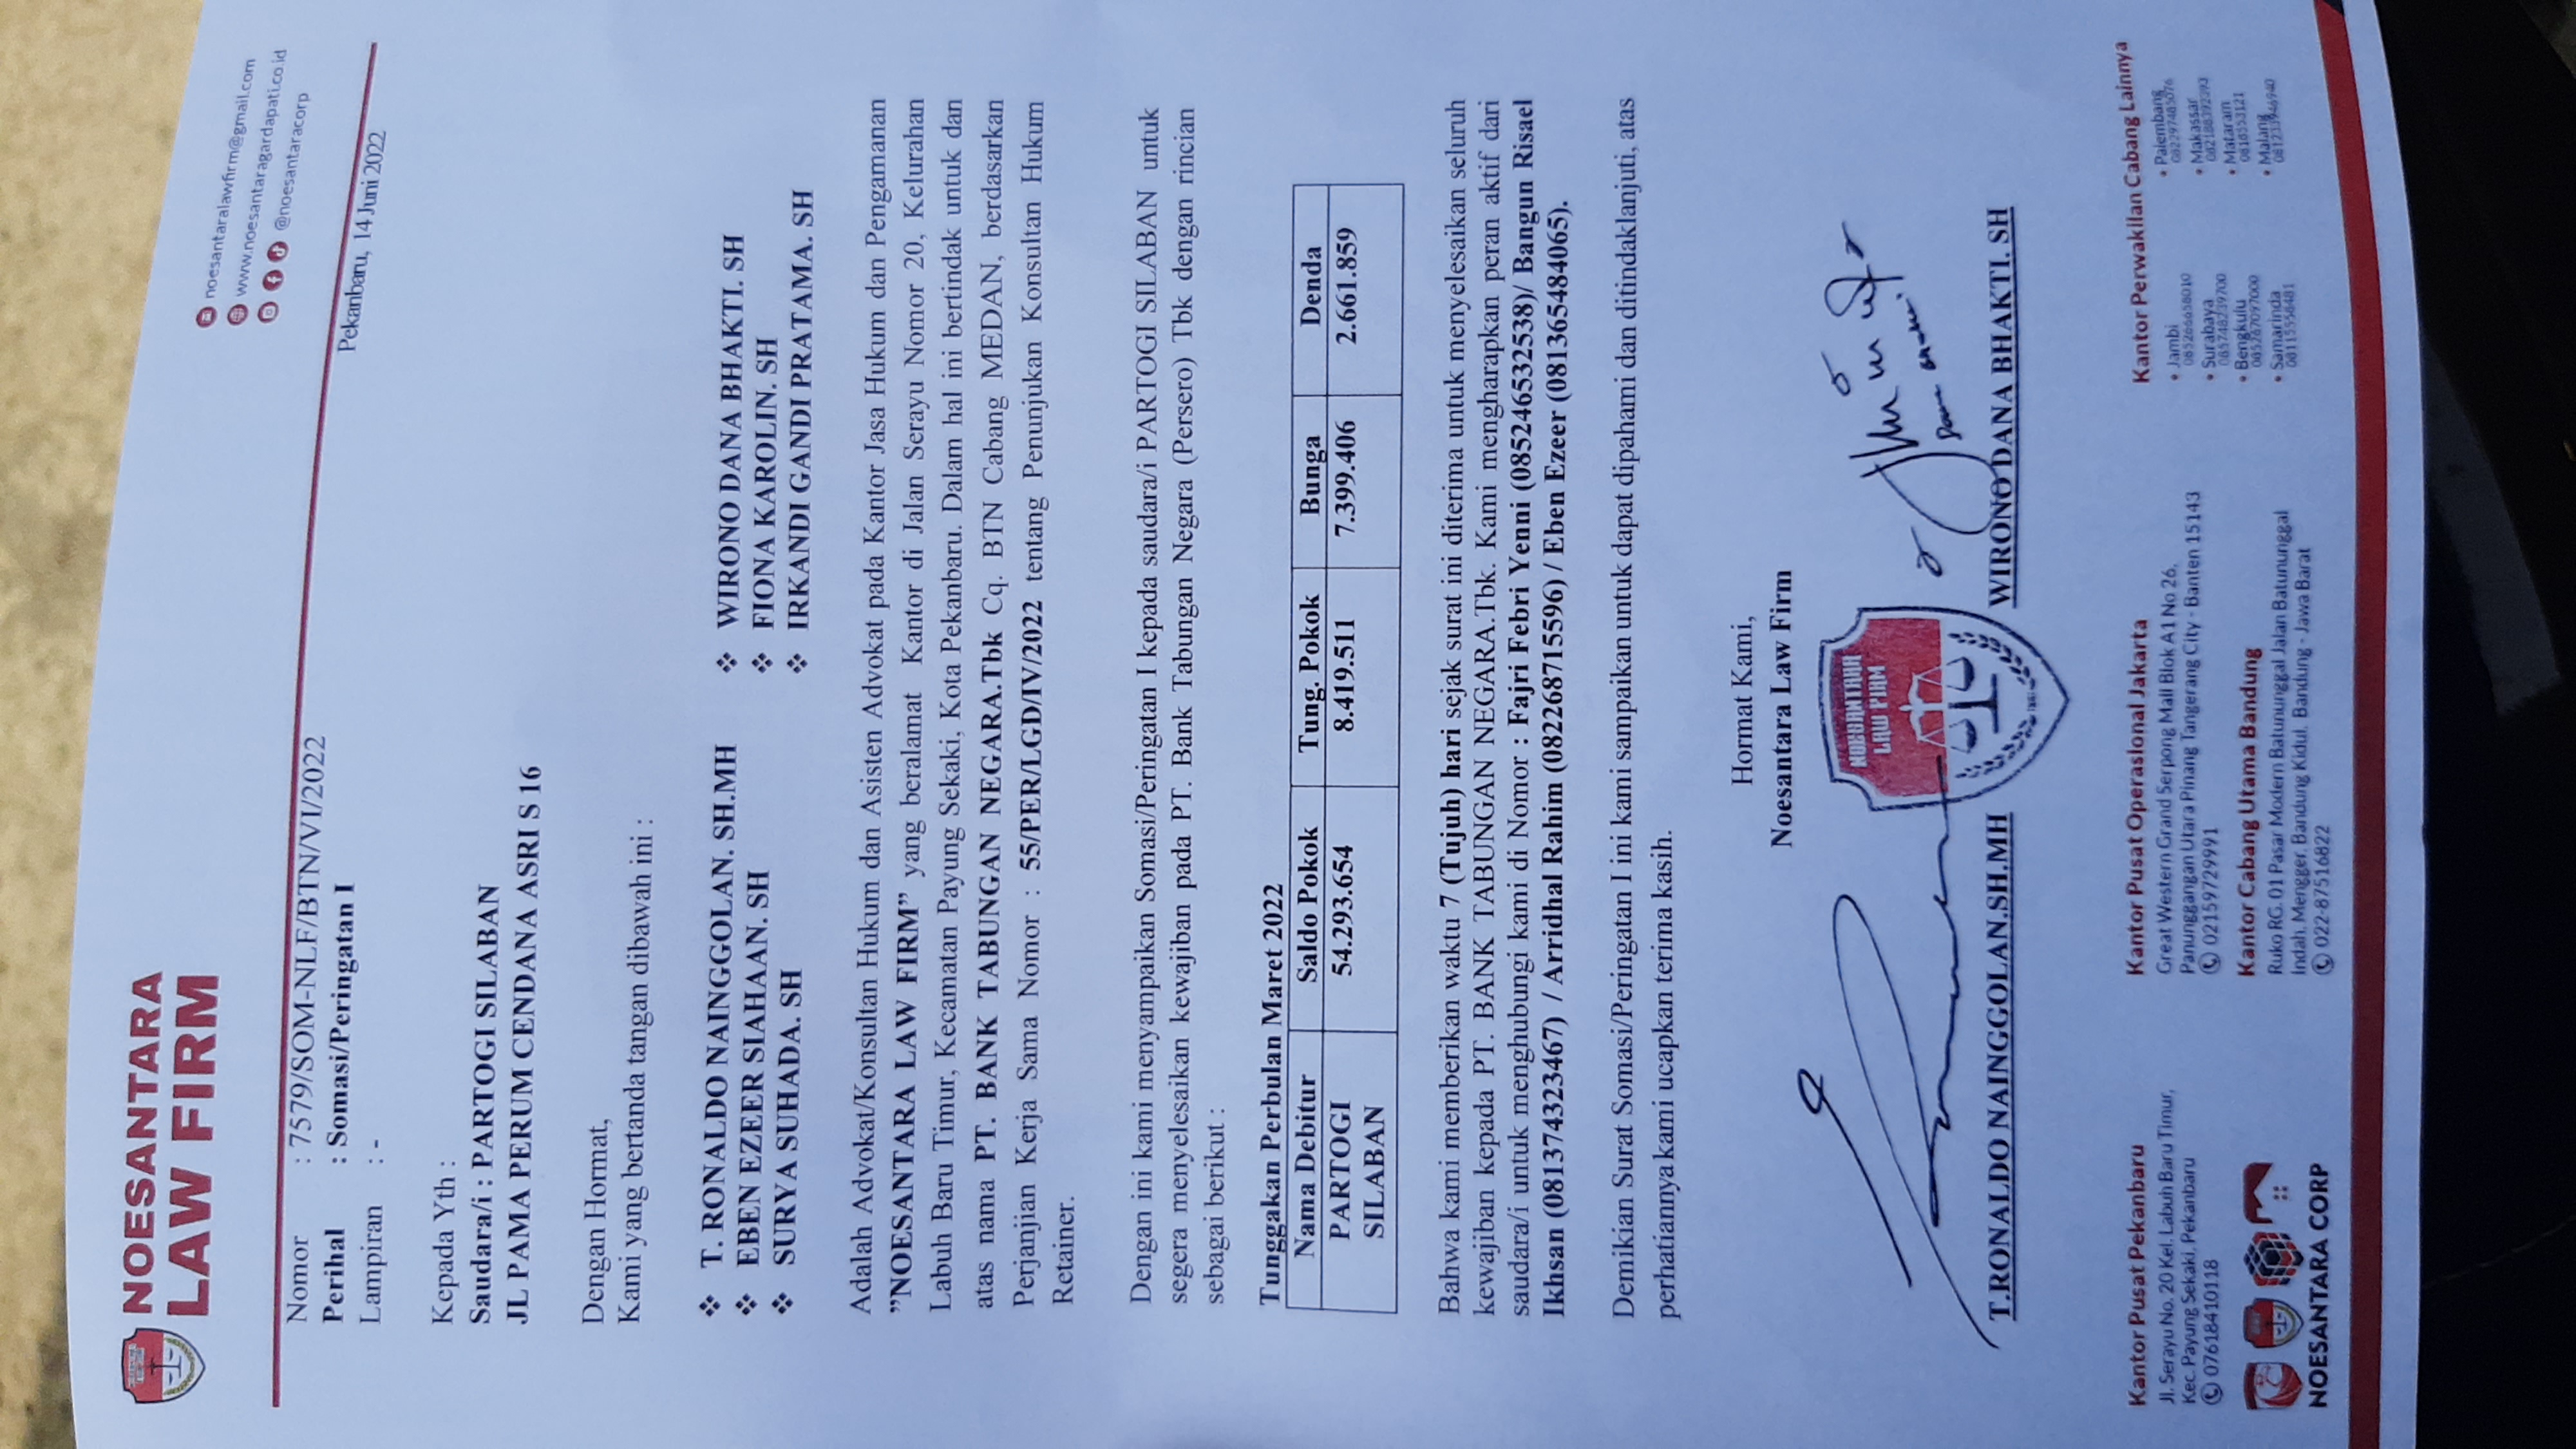 NOESANTARA
LAW FIRM
noesantaralawfirm@gmail.com
www.noesantaragardapati.co.id
@noesantaracorp
Pekanbaru, 14 Juni 2022
Nomor : 7579/SOM-NLF/BTN/VI/2022
Perihal : Somasi/Peringatan I
Lampiran : -
Kepada Yth :
Saudara/i : PARTOGI SILABAN
JL PAMA PERUM CENDANA ASRI S 16
Dengan Hormat,
Kami yang bertanda tangan dibawah ini :
❖ T. RONALDO NAINGGOLAN. SH.MH
❖ EBEN EZEER SIAHAAN. SH
❖ SURYA SUHADA. SH
❖ WIRONO DANA BHAKTI. SH
❖ FIONA KAROLIN. SH
❖ IRKANDI GANDI PRATAMA. SH
Adalah Advokat/Konsultan Hukum dan Asisten Advokat pada Kantor Jasa Hukum dan Pengamanan
"NOESANTARA LAW FIRM" yang beralamat Kantor di Jalan Serayu Nomor 20, Kelurahan
Labuh Baru Timur, Kecamatan Payung Sekaki, Kota Pekanbaru. Dalam hal ini bertindak untuk dan
atas nama PT. BANK TABUNGAN NEGARA.Tbk Cq. BTN Cabang MEDAN, berdasarkan
Perjanjian Kerja Sama Nomor : 55/PER/LGD/IV/2022 tentang Penunjukan Konsultan Hukum
Retainer.
Dengan ini kami menyampaikan Somasi/Peringatan I kepada saudara/i PARTOGI SILABAN untuk
segera menyelesaikan kewajiban pada PT. Bank Tabungan Negara (Persero) Tbk dengan rincian
sebagai berikut :
Tunggakan Perbulan Maret 2022
Nama Debitur Saldo Pokok Tung. Pokok Bunga Denda
PARTOGI SILABAN 54.293.654 8.419.511 7.399.406 2.661.859
Bahwa kami memberikan waktu 7 (Tujuh) hari sejak surat ini diterima untuk menyelesaikan seluruh
kewajiban kepada PT. BANK TABUNGAN NEGARA.Tbk. Kami mengharapkan peran aktif dari
saudara/i untuk menghubungi kami di Nomor : Fajri Febri Yenni (085246532538)/ Bangun Risael
Ikhsan (081374323467) / Arridhal Rahim (082268715596) / Eben Ezeer (081365484065).
Demikian Surat Somasi/Peringatan I ini kami sampaikan untuk dapat dipahami dan ditindaklanjuti, atas
perhatiannya kami ucapkan terima kasih.
Hormat Kami,
Noesantara Law Firm
NOESANTARA
LAW FIRM
T.RONALDO NAINGGOLAN.SH.MH
WIRONO DANA BHAKTI. SH
Kantor Pusat Pekanbaru
Jl. Serayu No. 20 Kel. Labuh Baru Timur,
Kec. Payung Sekaki, Pekanbaru
07618410118
NOESANTARA CORP
Kantor Pusat Operasional Jakarta
Great Western Grand Serpong Mall Blok A1 No 26.
Panunggangan Utara Pinang Tangerang City - Banten 15143
02159729991
Kantor Cabang Utama Bandung
Ruko RG. 01 Pasar Modern Batununggal Jalan Batununggal
Indah. Mengger, Bandung Kidul. Bandung - Jawa Barat
022-87516822
Kantor Perwakilan Cabang Lainnya
• Jambi
• Surabaya
085748239700
• Bengkulu
085267097000
• Samarinda
• Palembang
• Makassar
• Mataram
• Malang